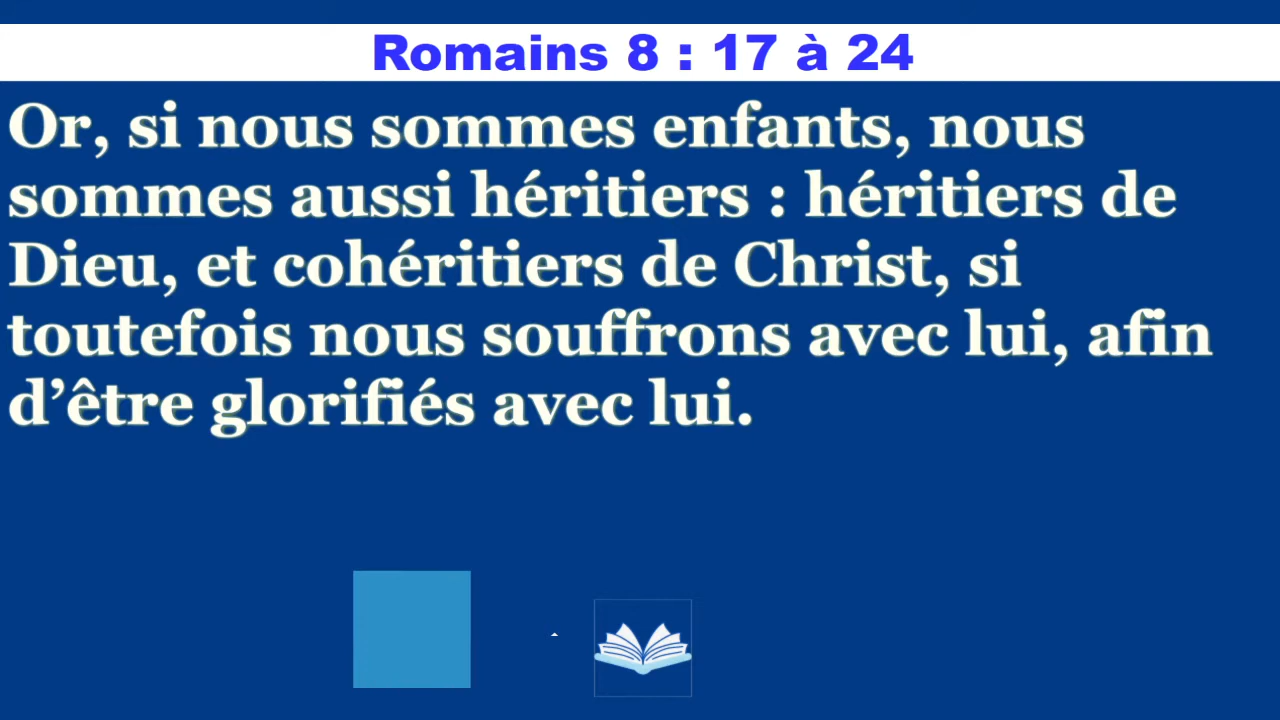 Romains 8 : 17 à 24
Or, si nous sommes enfants, nous
sommes aussi héritiers : héritiers de
Dieu, et cohéritiers de Christ, si
toutefois nous souffrons avec lui, afin
d’être glorifiés avec lui.